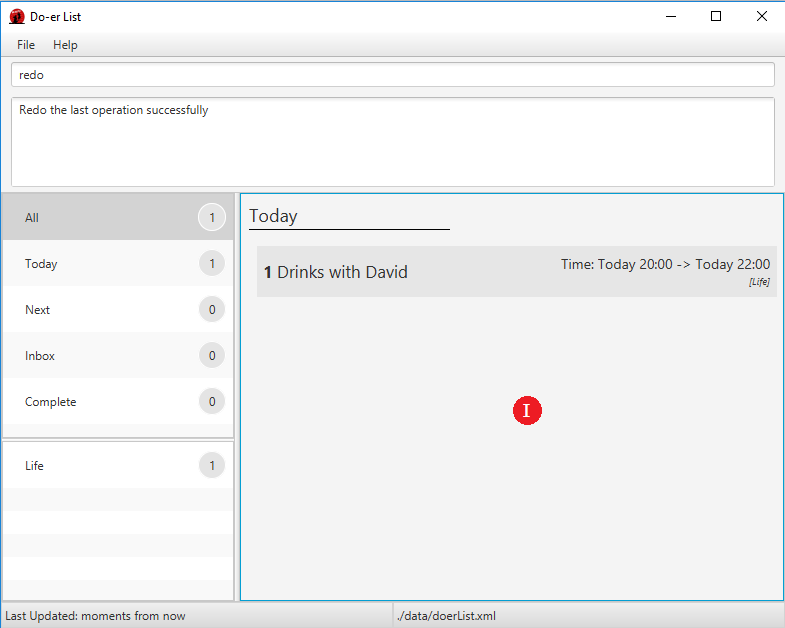 Do-er List
File Help
redo
Redo the last operation successfully
All 1
Today 1
Next 0
Inbox 0
Complete 0
Life 1
Today
1 Drinks with David
Time: Today 20:00 -> Today 22:00
[Life]
I
Last Updated: moments from now
./data/doerList.xml